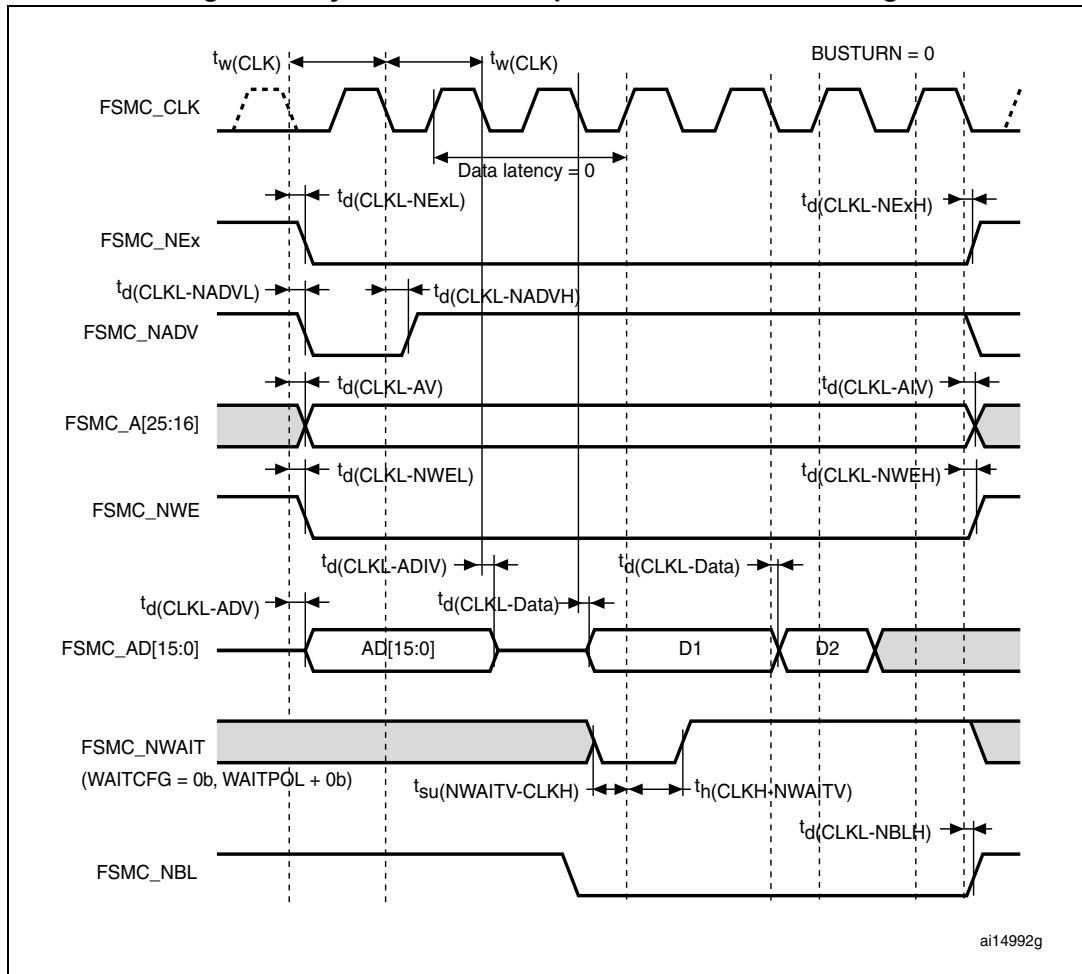 tw(CLK) tw(CLK) BUSTURN = 0
FSMC_CLK
Data latency = 0
td(CLKL-NExL) td(CLKL-NExH)
FSMC_NEx
td(CLKL-NADVL) td(CLKL-NADVH)
FSMC_NADV
td(CLKL-AV) td(CLKL-AIV)
FSMC_A[25:16]
td(CLKL-NWEL) td(CLKL-NWEH)
FSMC_NWE
td(CLKL-ADIV) td(CLKL-Data)
td(CLKL-ADV) td(CLKL-Data)
FSMC_AD[15:0] AD[15:0] D1 D2
FSMC_NWAIT
(WAITCFG = 0b, WAITPOL + 0b)
tsu(NWAITV-CLKH) th(CLKH-NWAITV)
td(CLKL-NBLH)
FSMC_NBL
ai14992g